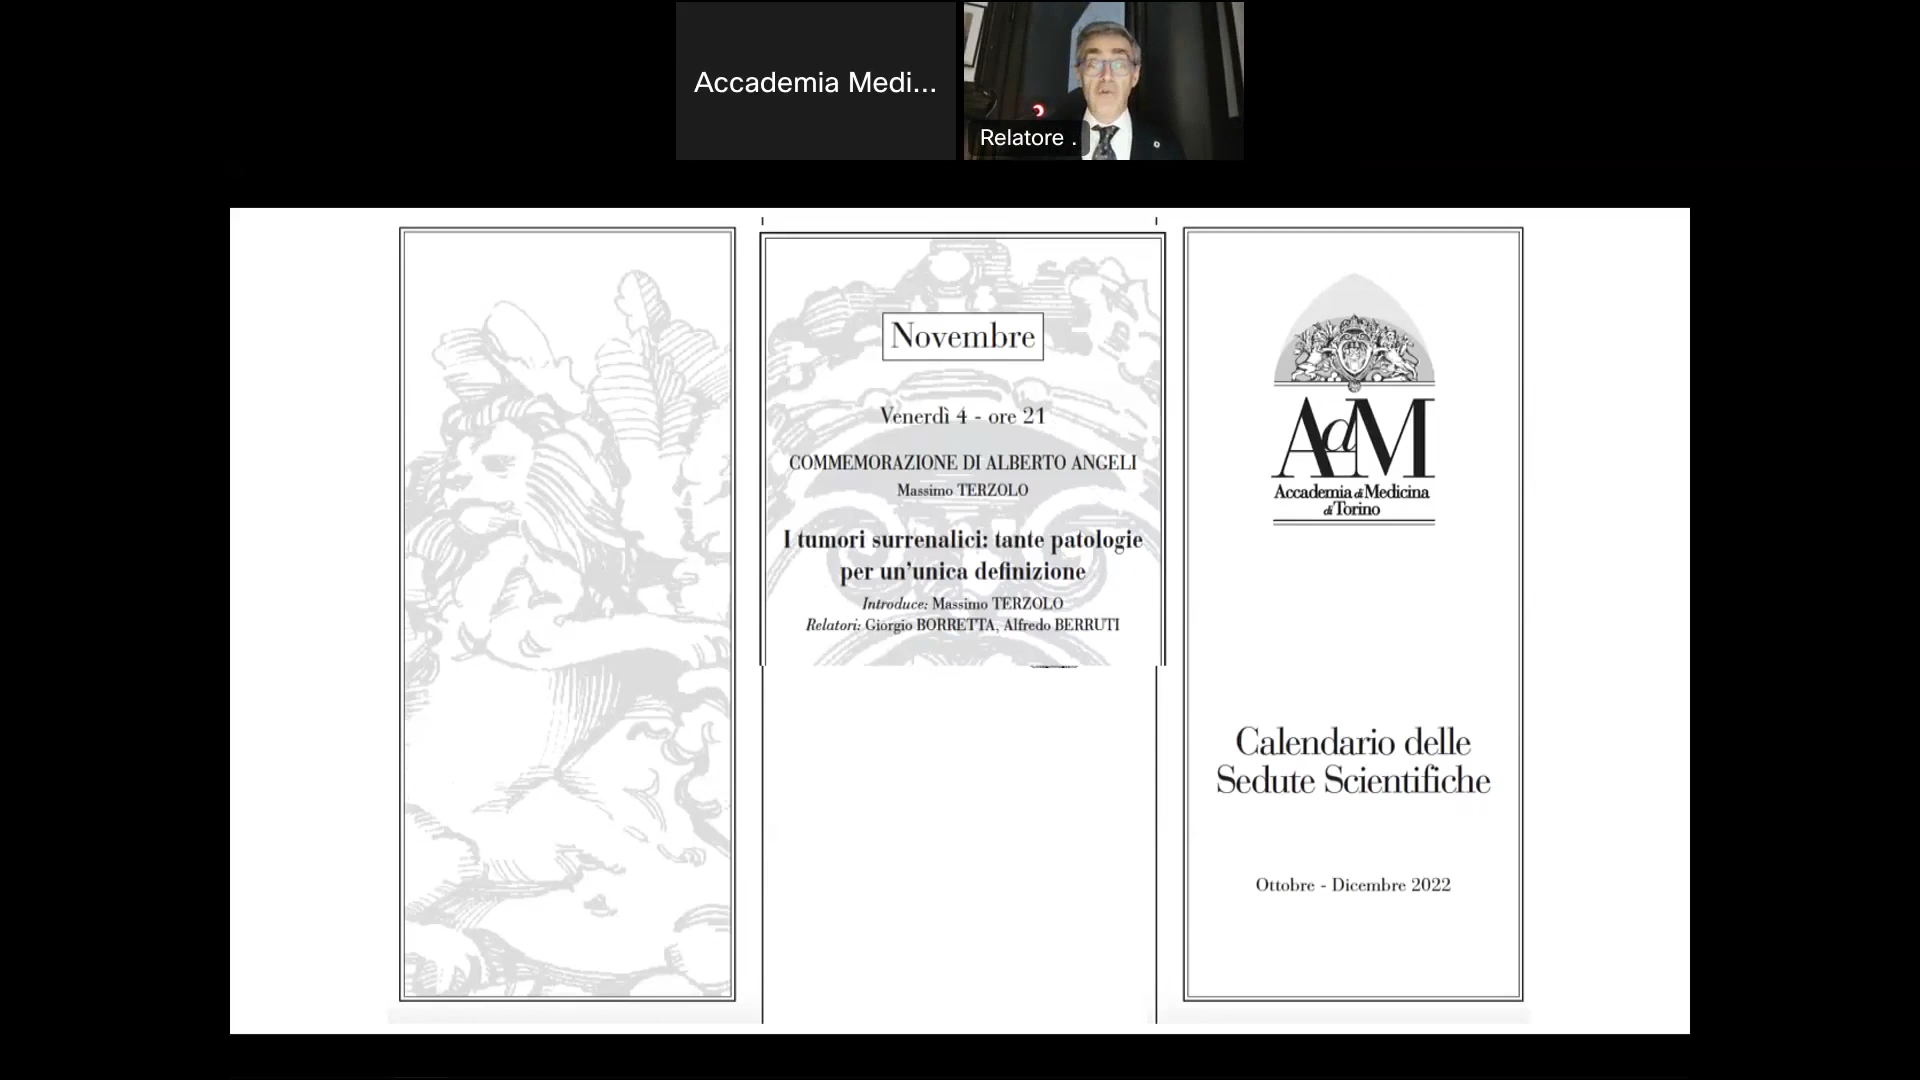 Accademia Medi...
Relatore .
Novembre
Venerdì 4 - ore 21
COMMEMORAZIONE DI ALBERTO ANGELI
Massimo TERZOLO
I tumori surrenalici: tante patologie
per un’unica definizione
Introduce: Massimo TERZOLO
Relatori: Giorgio BORRETTA, Alfredo BERRUTI
AdM
Accademia di Medicina
di Torino
Calendario delle
Sedute Scientifiche
Ottobre - Dicembre 2022